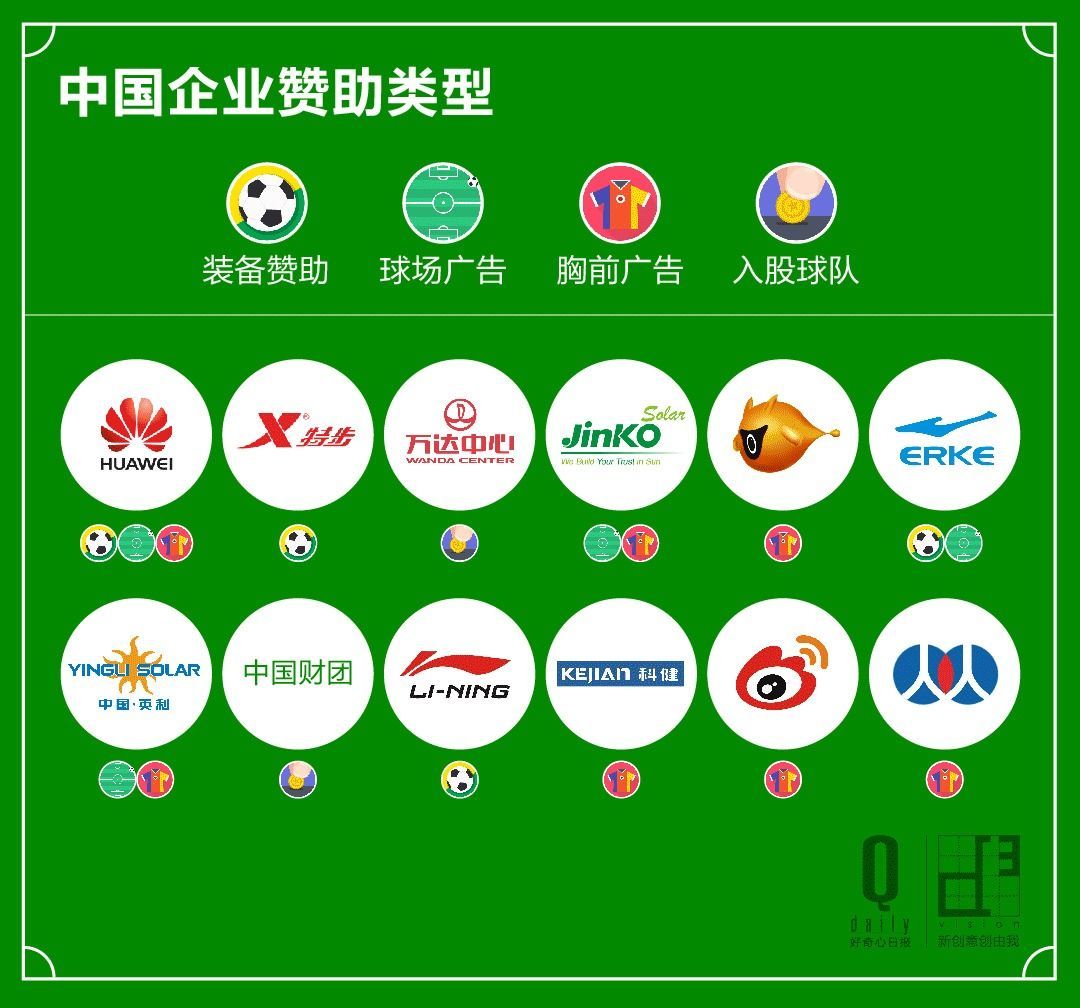 中国企业赞助类型
装备赞助 球场广告 胸前广告 入股球队
HUAWEI
X®特步
万达中心
WANDA CENTER
Solar
JinKO
We Build Your Trust in Sun
ERKE
YINGLI SOLAR
中国·英利
中国财团
LI-NING
KEJIAN 科健
Q
daily
好奇心日报
vision
新创意创由我